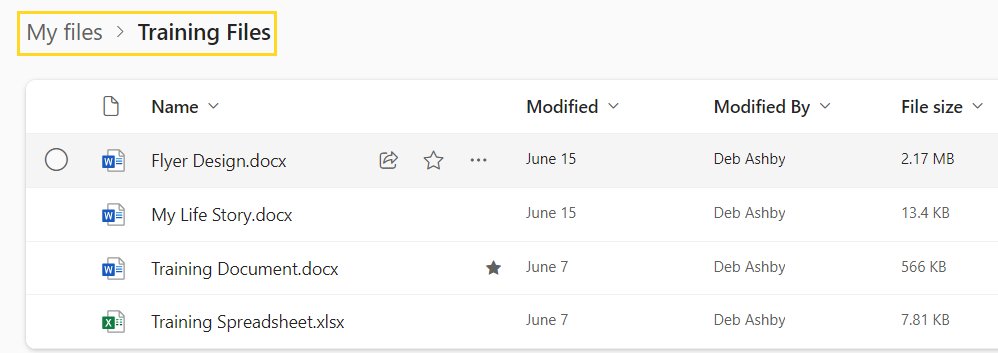 My files > Training Files
Name Modified Modified By File size
Flyer Design.docx June 15 Deb Ashby 2.17 MB
My Life Story.docx June 15 Deb Ashby 13.4 KB
Training Document.docx June 7 Deb Ashby 566 KB
Training Spreadsheet.xlsx June 7 Deb Ashby 7.81 KB